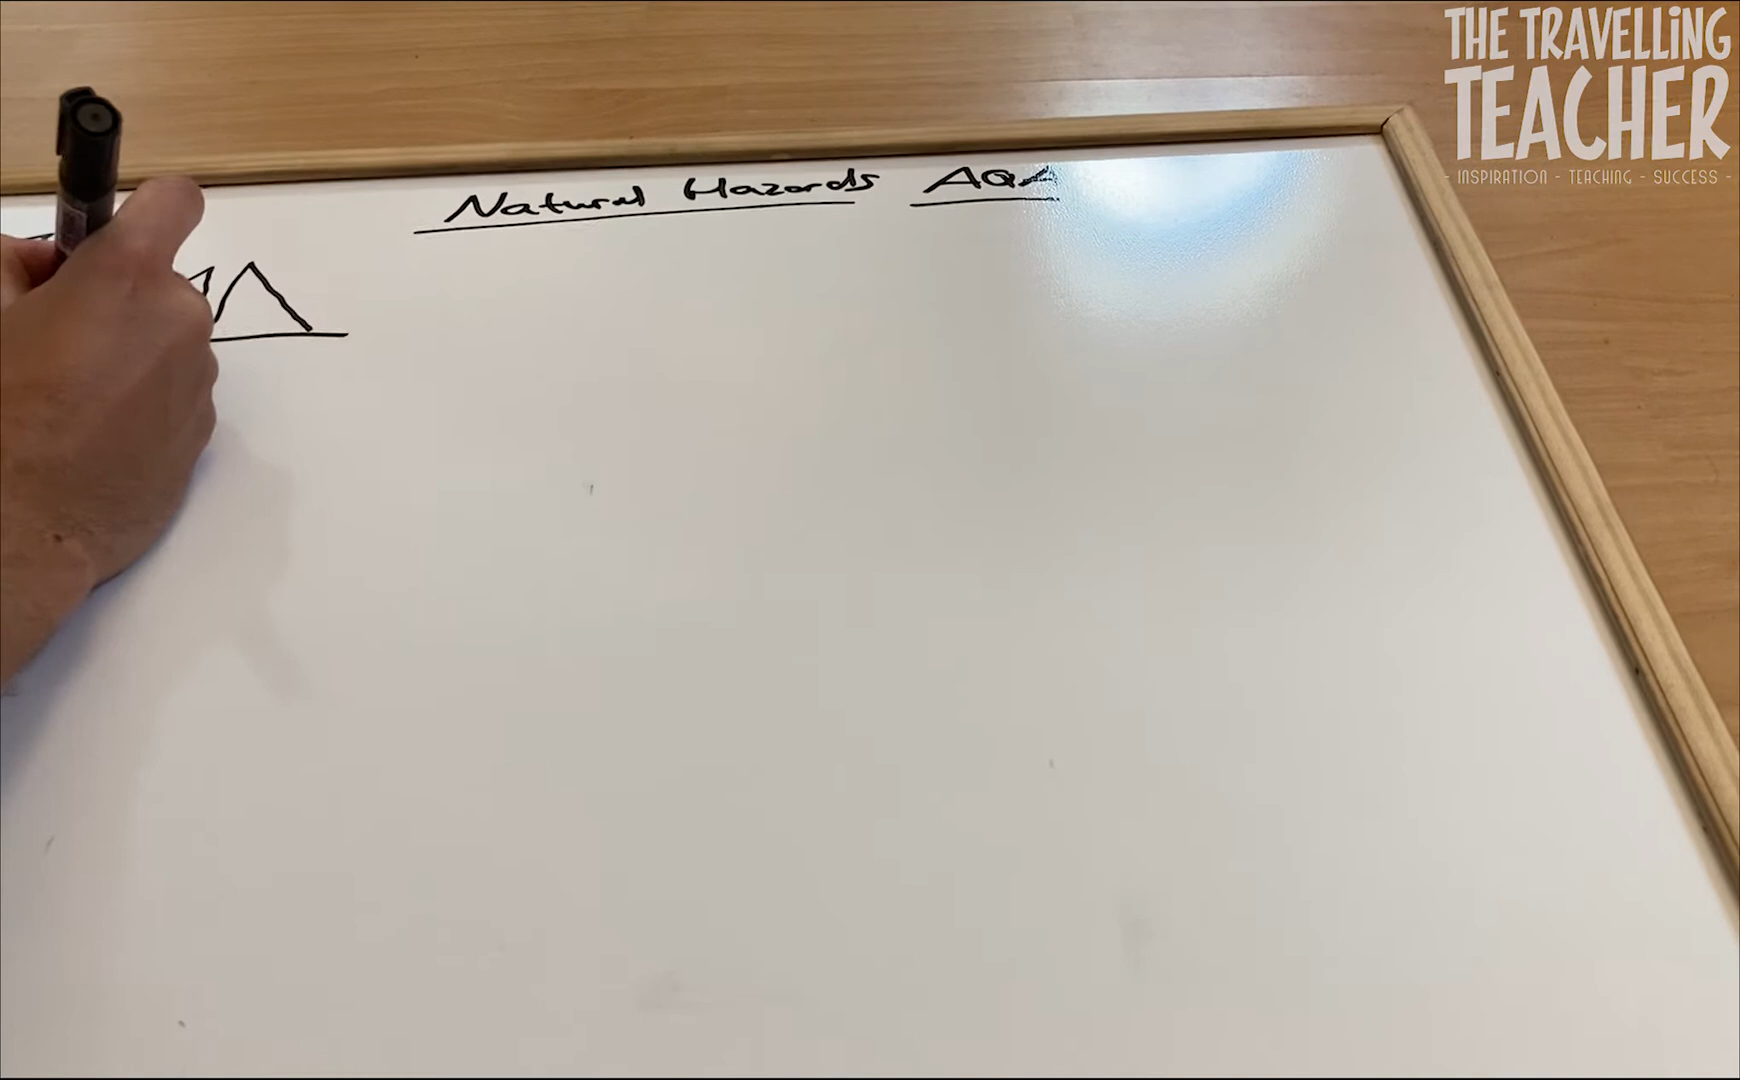 THE TRAVELLiNG
TEACHER
- INSPIRATION - TEACHING - SUCCESS -
Natural Hazards AQA